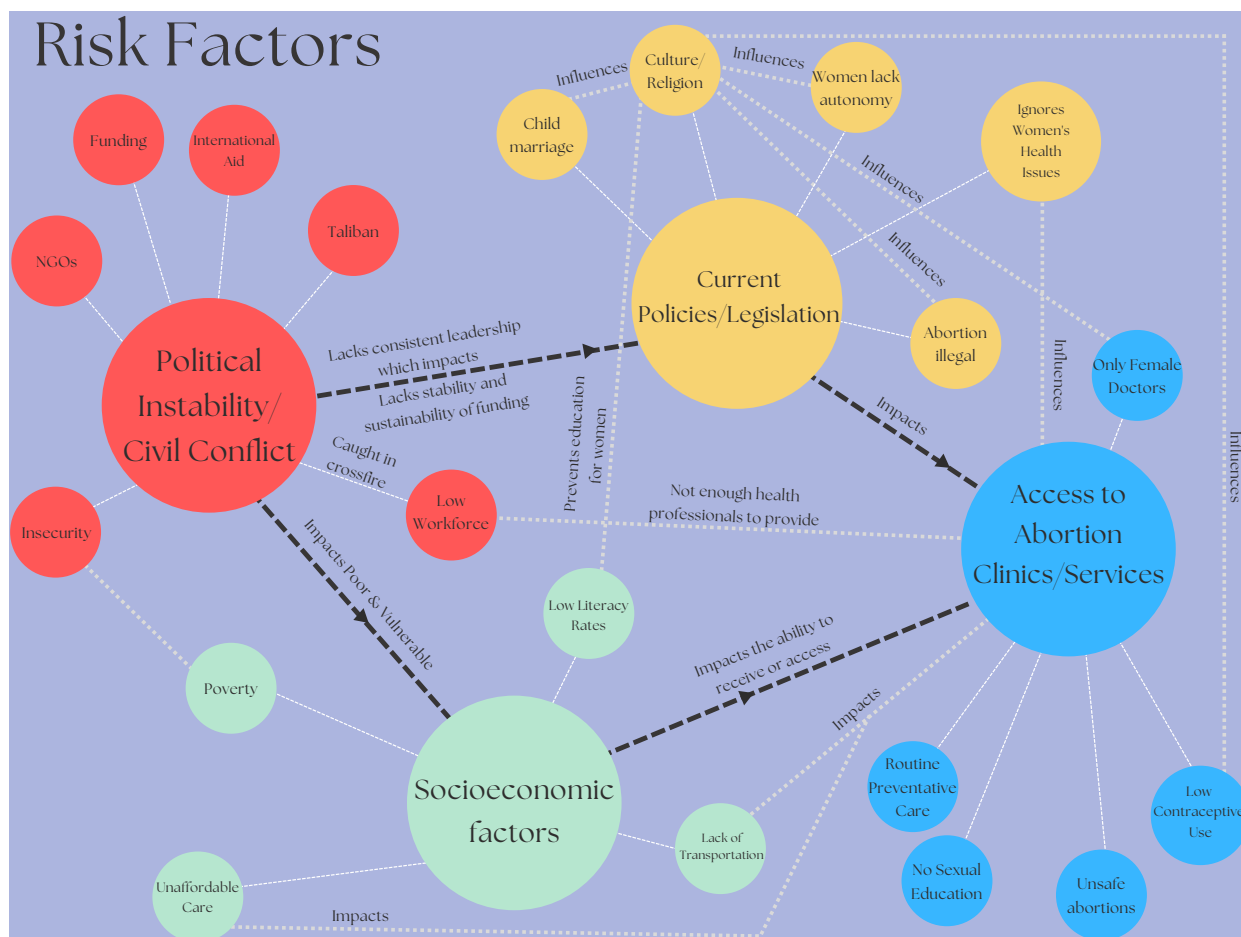 Risk Factors
Funding
International
Aid
NGOs
Taliban
Political
Instability/
Civil Conflict
Insecurity
Low
Workforce
Caught in
crossfire
Lacks consistent leadership
which impacts
Lacks stability and
sustainability of funding
Impacts Poor & Vulnerable
Culture/
Religion
Child
marriage
Women lack
autonomy
Ignores
Women's
Health
Issues
Influences
Influences
Influences
Influences
Current
Policies/Legislation
Abortion
illegal
Prevents education
for women
Impacts
Influences
Influences
Only Female
Doctors
Access to
Abortion
Clinics/Services
Not enough health
professionals to provide
Low Literacy
Rates
Poverty
Socioeconomic
factors
Impacts the ability to
receive or access
Impacts
Lack of
Transportation
Unaffordable
Care
Impacts
Routine
Preventative
Care
No Sexual
Education
Unsafe
abortions
Low
Contraceptive
Use